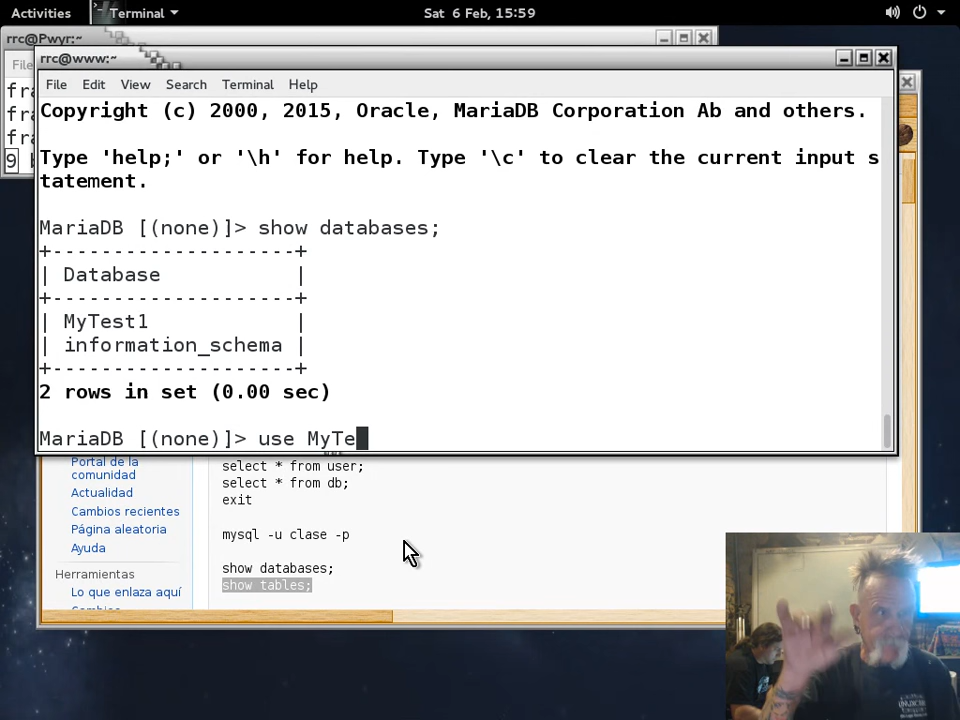 Activities Terminal Sat 6 Feb, 15:59
rrc@Pwyr:~
rrc@www:~
File Edit View Search Terminal Help
Copyright (c) 2000, 2015, Oracle, MariaDB Corporation Ab and others.
Type 'help;' or '\h' for help. Type '\c' to clear the current input s
tatement.
MariaDB [(none)]> show databases;
+--------------------+
| Database           |
+--------------------+
| MyTest1            |
| information_schema |
+--------------------+
2 rows in set (0.00 sec)
MariaDB [(none)]> use MyTe
Portal de la
comunidad
Actualidad
Cambios recientes
Página aleatoria
Ayuda
Herramientas
Lo que enlaza aquí
select * from user;
select * from db;
exit
mysql -u clase -p
show databases;
show tables;